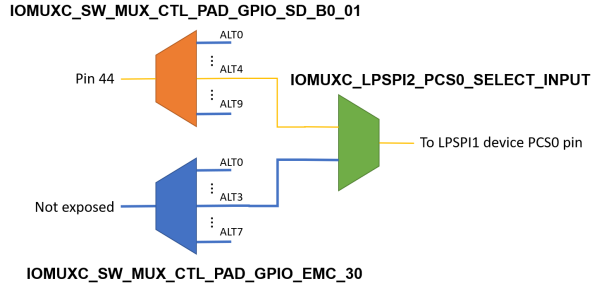 IOMUXC_SW_MUX_CTL_PAD_GPIO_SD_B0_01
ALT0
Pin 44
ALT4
ALT9
IOMUXC_LPSPI2_PCS0_SELECT_INPUT
To LPSPI1 device PCS0 pin
ALT0
Not exposed
ALT3
ALT7
IOMUXC_SW_MUX_CTL_PAD_GPIO_EMC_30